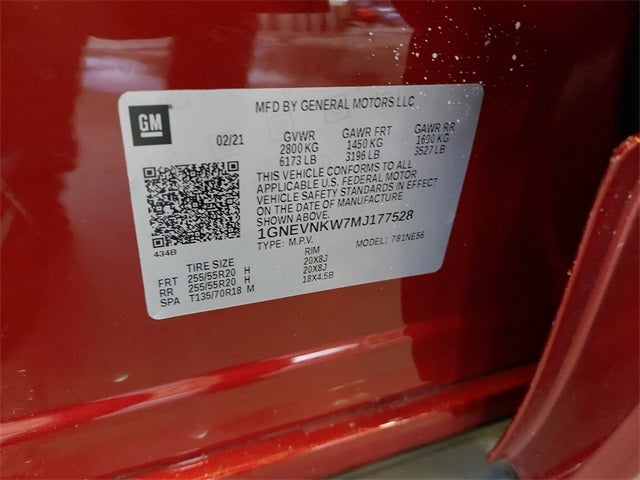 MFD BY GENERAL MOTORS LLC
GM
02/21 GVWR GAWR FRT GAWR RR
2800 KG 1450 KG 1600 KG
6173 LB 3196 LB 3527 LB
THIS VEHICLE CONFORMS TO ALL
APPLICABLE U.S. FEDERAL MOTOR
VEHICLE SAFETY STANDARDS IN EFFECT
ON THE DATE OF MANUFACTURE
SHOWN ABOVE.
1GNEVNKW7MJ177528
434B
TYPE: M.P.V. MODEL: 781NE56
TIRE SIZE RIM
FRT 255/55R20 H 20X8J
RR 255/55R20 H 20X8J
SPA T135/70R18 M 18X4.5B